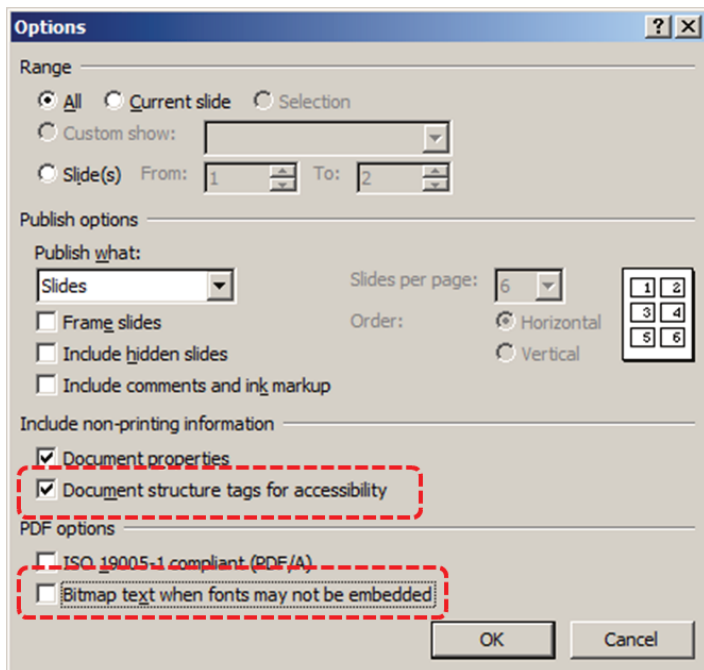 Options
Range
All Current slide Selection
Custom show:
Slide(s) From: 1 To: 2
Publish options
Publish what:
Slides Slides per page: 6
Frame slides Order: Horizontal
Include hidden slides Vertical
Include comments and ink markup
1 2
3 4
5 6
Include non-printing information
Document properties
Document structure tags for accessibility
PDF options
ISO 19005-1 compliant (PDF/A)
Bitmap text when fonts may not be embedded
OK Cancel